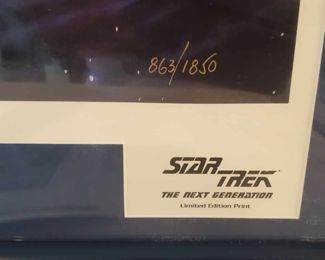 863/1850
STAR TREK
THE NEXT GENERATION
Limited Edition Print